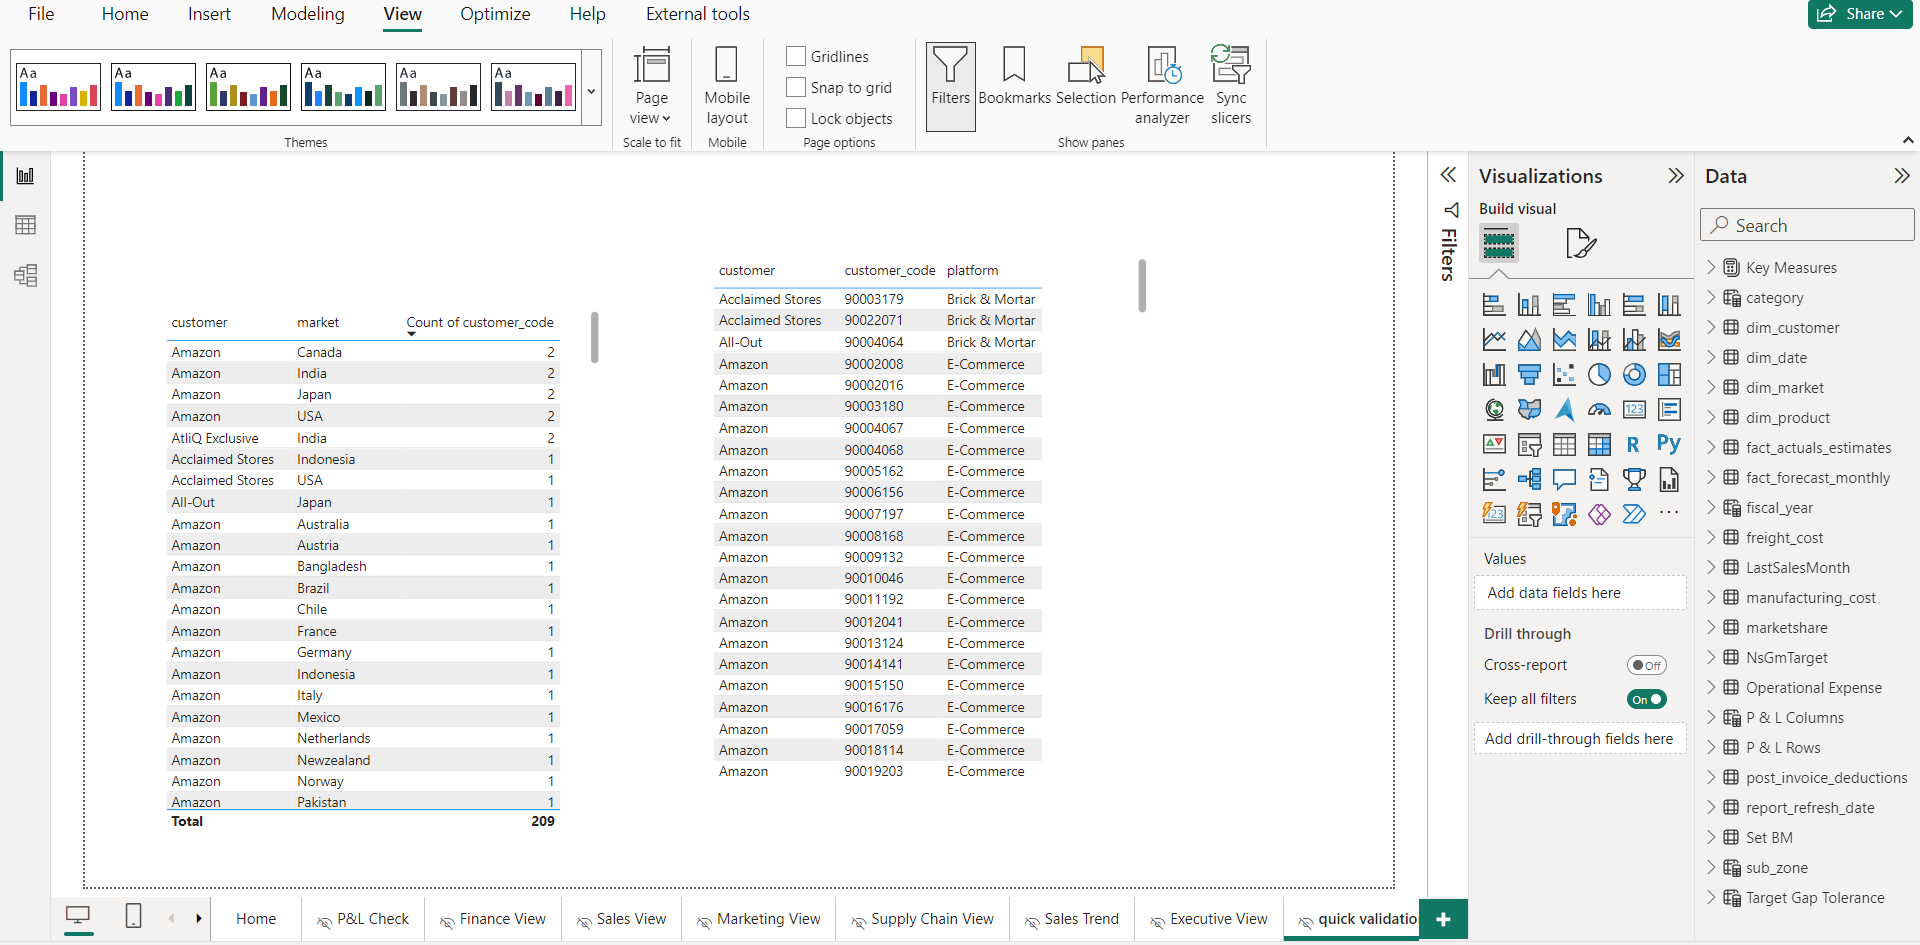 File Home Insert Modeling View Optimize Help External tools Share
Aa Aa Aa Aa Aa Aa
Themes
Page view
Scale to fit
Mobile layout
Mobile
Gridlines
Snap to grid
Lock objects
Page options
Filters Bookmarks Selection Performance analyzer Sync slicers
Show panes
customer market Count of customer_code
Amazon Canada 2
Amazon India 2
Amazon Japan 2
Amazon USA 2
AtliQ Exclusive India 2
Acclaimed Stores Indonesia 1
Acclaimed Stores USA 1
All-Out Japan 1
Amazon Australia 1
Amazon Austria 1
Amazon Bangladesh 1
Amazon Brazil 1
Amazon Chile 1
Amazon France 1
Amazon Germany 1
Amazon Indonesia 1
Amazon Italy 1
Amazon Mexico 1
Amazon Netherlands 1
Amazon Newzealand 1
Amazon Norway 1
Amazon Pakistan 1
Total 209
customer customer_code platform
Acclaimed Stores 90003179 Brick & Mortar
Acclaimed Stores 90022071 Brick & Mortar
All-Out 90004064 Brick & Mortar
Amazon 90002008 E-Commerce
Amazon 90002016 E-Commerce
Amazon 90003180 E-Commerce
Amazon 90004067 E-Commerce
Amazon 90004068 E-Commerce
Amazon 90005162 E-Commerce
Amazon 90006156 E-Commerce
Amazon 90007197 E-Commerce
Amazon 90008168 E-Commerce
Amazon 90009132 E-Commerce
Amazon 90010046 E-Commerce
Amazon 90011192 E-Commerce
Amazon 90012041 E-Commerce
Amazon 90013124 E-Commerce
Amazon 90014141 E-Commerce
Amazon 90015150 E-Commerce
Amazon 90016176 E-Commerce
Amazon 90017059 E-Commerce
Amazon 90018114 E-Commerce
Amazon 90019203 E-Commerce
Filters
Visualizations
Build visual
123
R Py
123
Values
Add data fields here
Drill through
Cross-report Off
Keep all filters On
Add drill-through fields here
Data
Search
Key Measures
category
dim_customer
dim_date
dim_market
dim_product
fact_actuals_estimates
fact_forecast_monthly
fiscal_year
freight_cost
LastSalesMonth
manufacturing_cost
marketshare
NsGmTarget
Operational Expense
P & L Columns
P & L Rows
post_invoice_deductions
report_refresh_date
Set BM
sub_zone
Target Gap Tolerance
Home P&L Check Finance View Sales View Marketing View Supply Chain View Sales Trend Executive View quick validatio